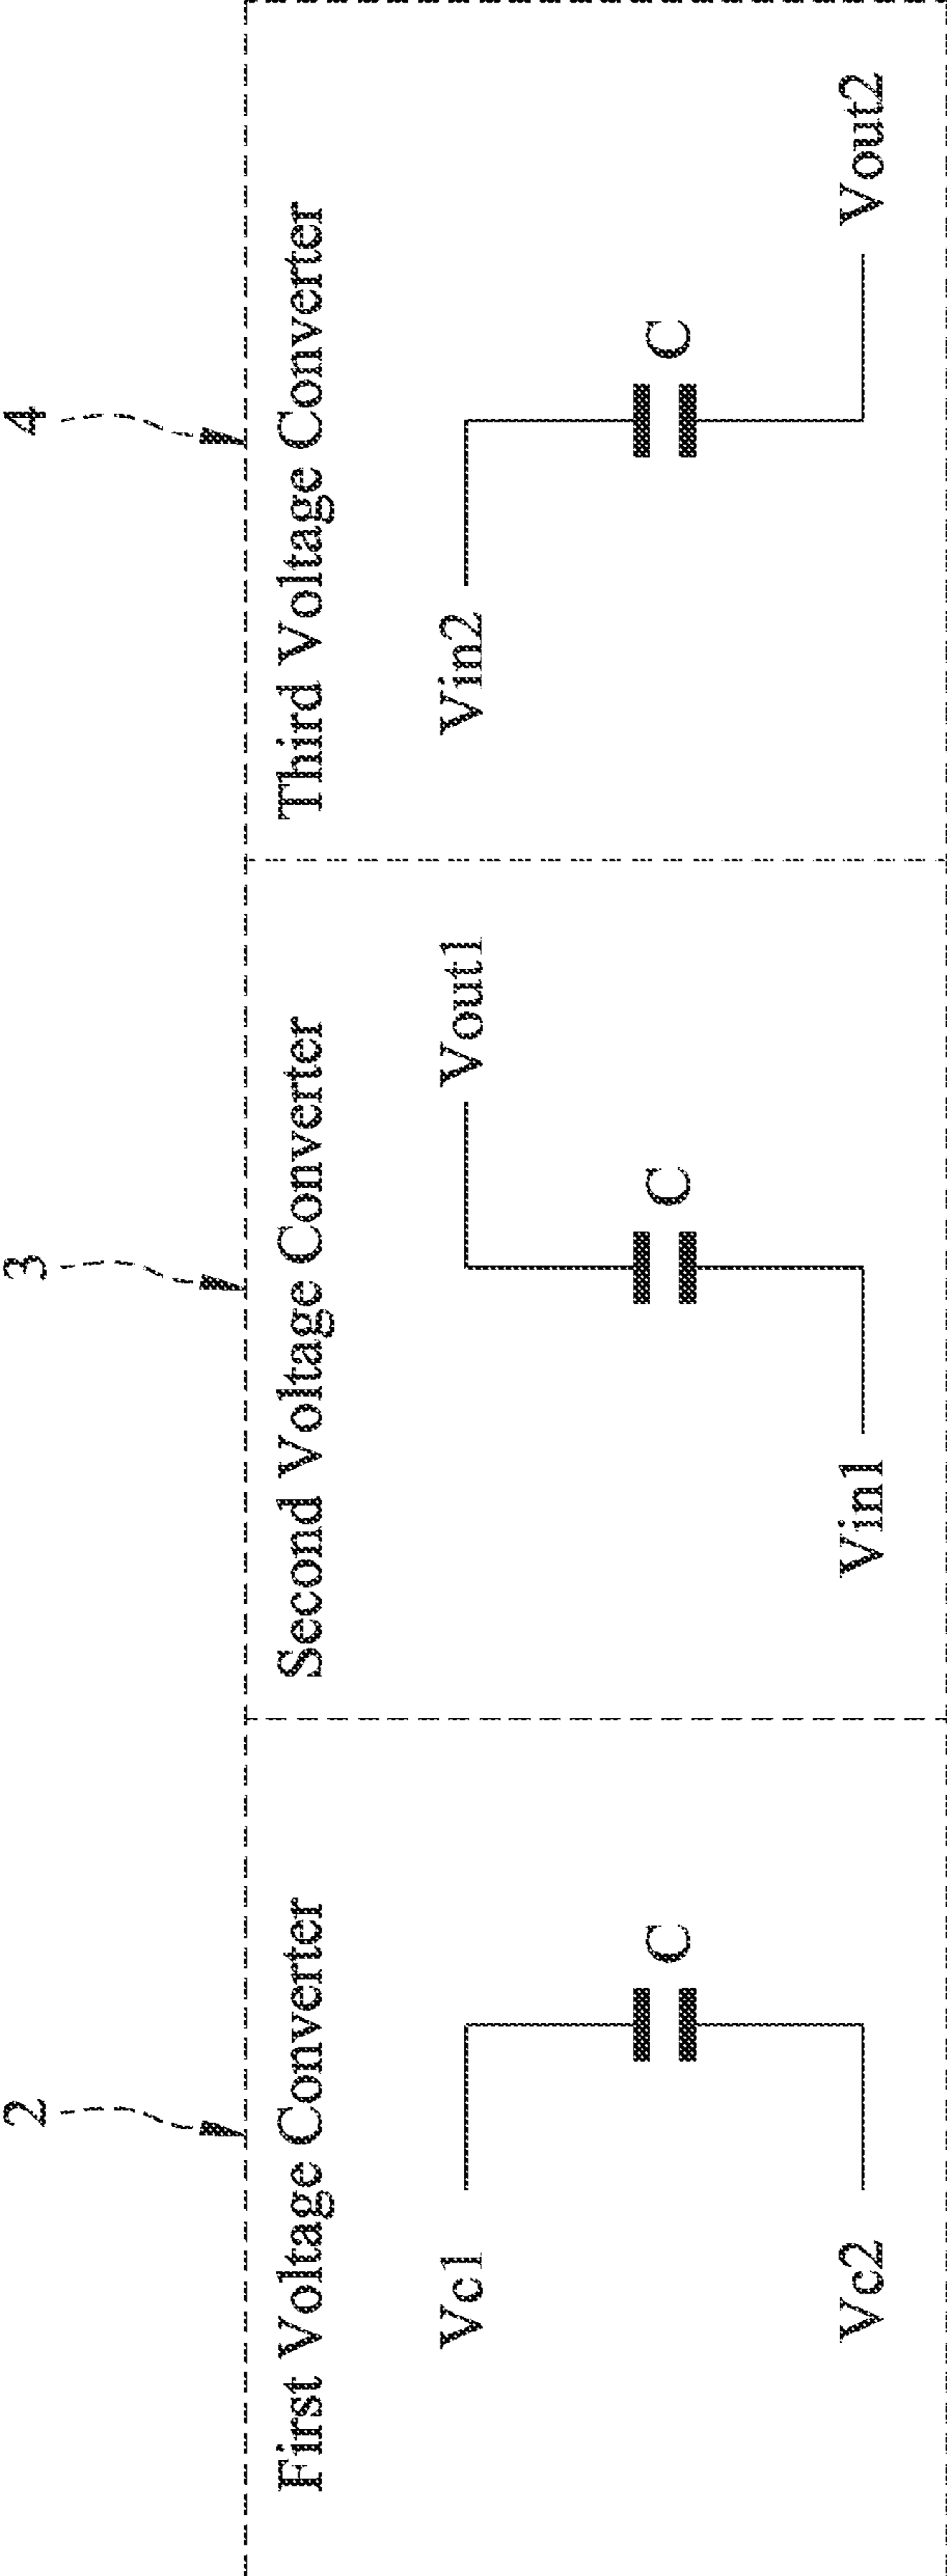 2
3
4
First Voltage Converter
Second Voltage Converter
Third Voltage Converter
Vc1
Vout1
Vin2
C
C
C
Vc2
Vin1
Vout2